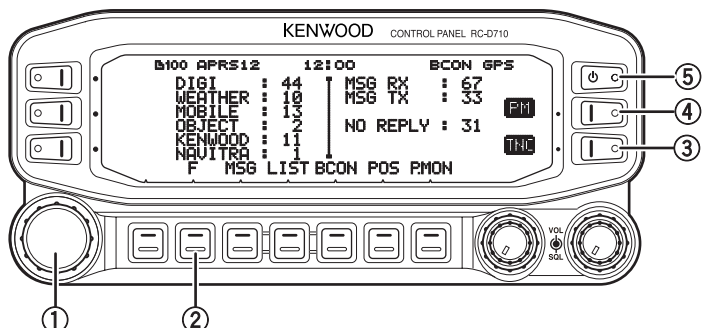 KENWOOD CONTROL PANEL RC-D710
B100 APRS12 12:00 BCON GPS
DIGI : 44 MSG RX : 67
WEATHER : 10 MSG TX : 33
MOBILE : 13 PM
OBJECT : 2 NO REPLY : 31
KENWOOD : 11 TNC
NAVITRA : 1
F MSG LIST BCON POS P.MON
VOL
SQL
⑤
④
③
①
②